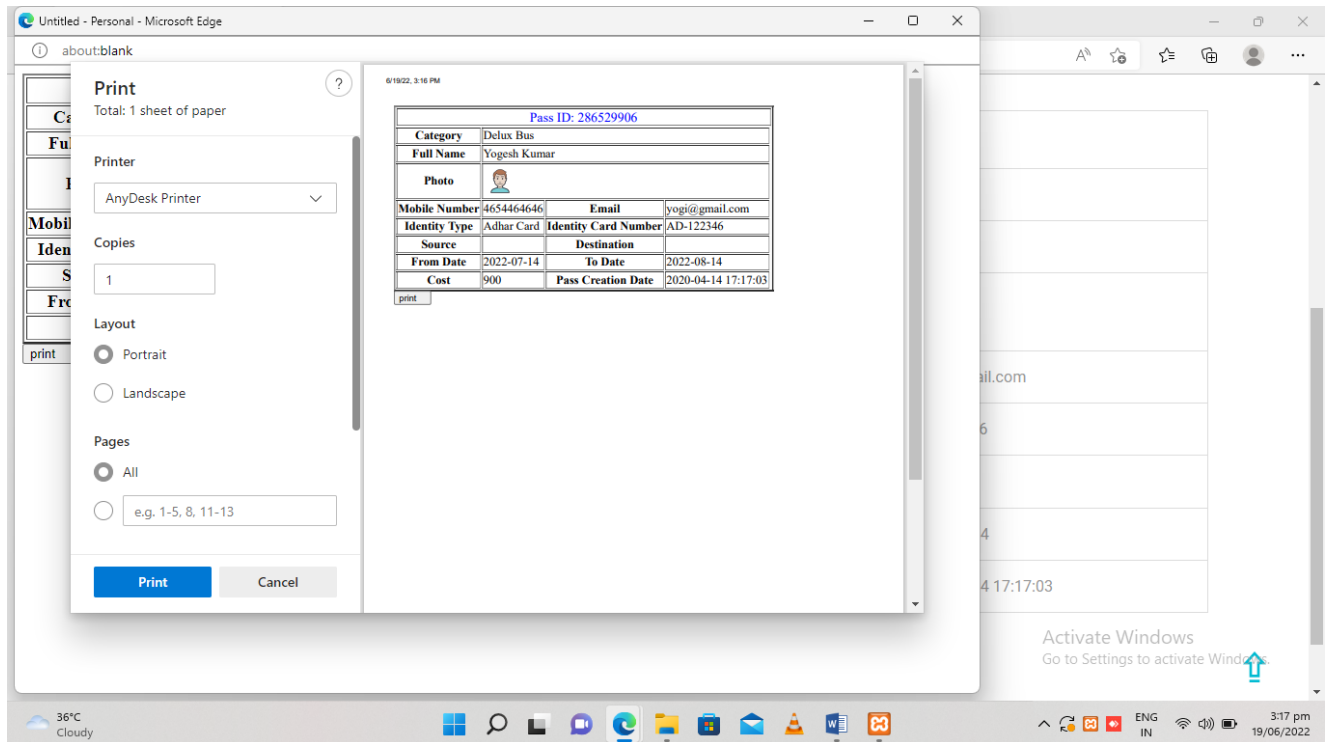 Untitled - Personal - Microsoft Edge
about:blank
Print
Total: 1 sheet of paper
?
Printer
AnyDesk Printer
Copies
1
Layout
Portrait
Landscape
Pages
All
e.g. 1-5, 8, 11-13
Print Cancel
6/19/22, 3:16 PM
Pass ID: 286529906
Category Delux Bus
Full Name Yogesh Kumar
Photo
Mobile Number 4654464646 Email yogi@gmail.com
Identity Type Adhar Card Identity Card Number AD-122346
Source Destination
From Date 2022-07-14 To Date 2022-08-14
Cost 900 Pass Creation Date 2020-04-14 17:17:03
print
Ca
Ful
Mobil
Iden
S
Fro
print
ail.com
6
4
4 17:17:03
Activate Windows
Go to Settings to activate Windows.
36°C
Cloudy
ENG
IN
3:17 pm
19/06/2022